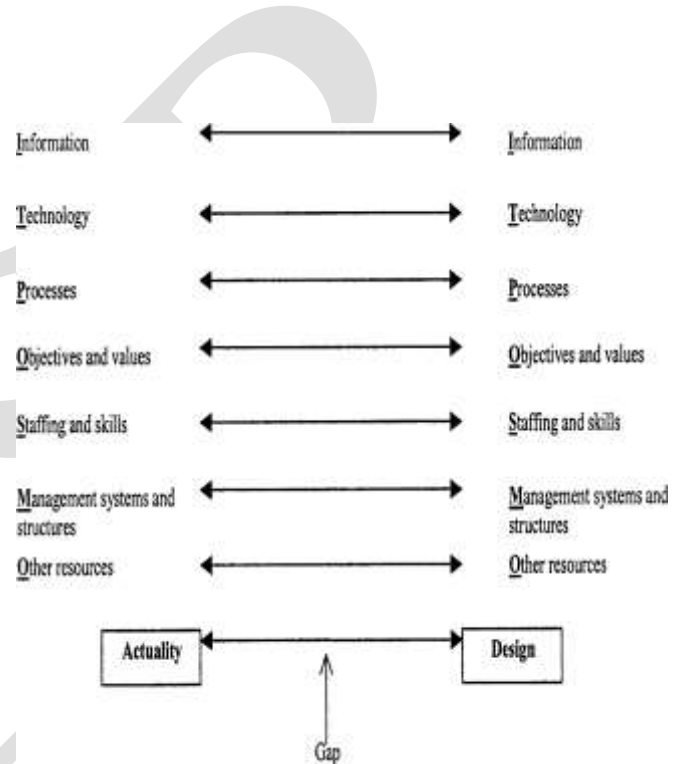 Information Information
Technology Technology
Processes Processes
Objectives and values Objectives and values
Staffing and skills Staffing and skills
Management systems and structures Management systems and structures
Other resources Other resources
Actuality Design
Gap